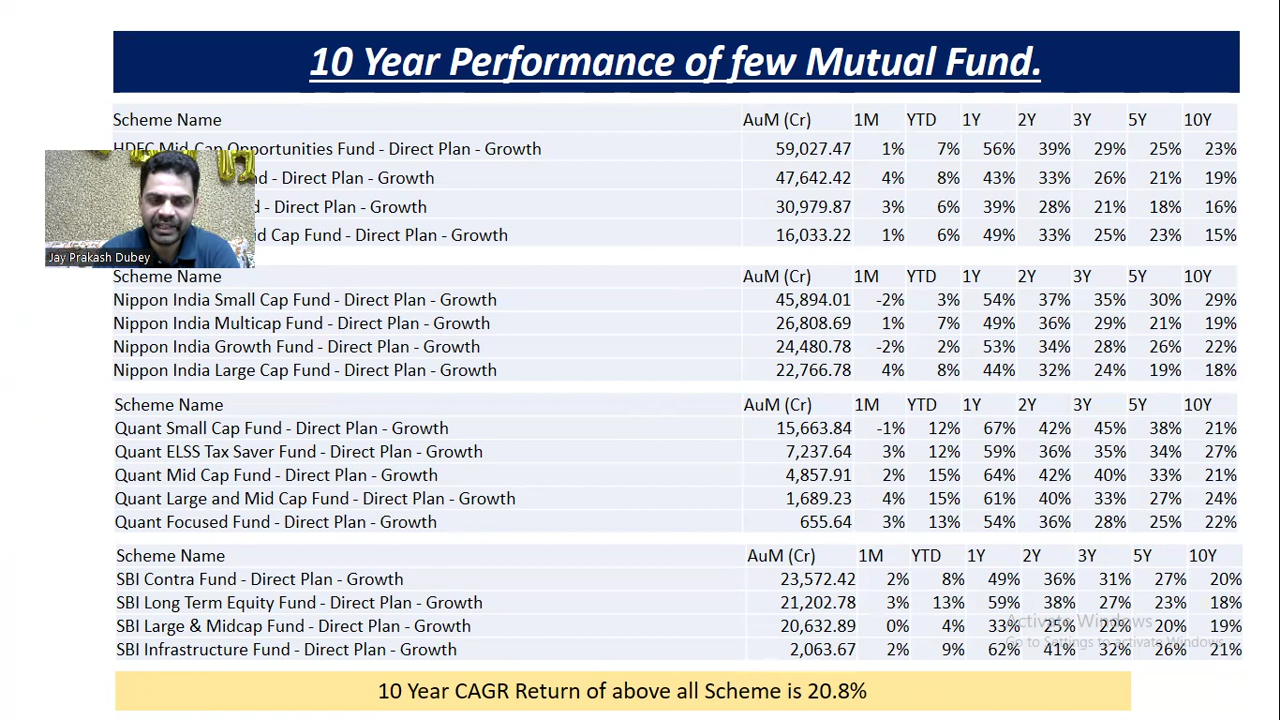 10 Year Performance of few Mutual Fund.
Scheme Name AuM (Cr) 1M YTD 1Y 2Y 3Y 5Y 10Y
HDFC Mid-Cap Opportunities Fund - Direct Plan - Growth 59,027.47 1% 7% 56% 39% 29% 25% 23%
- Direct Plan - Growth 47,642.42 4% 8% 43% 33% 26% 21% 19%
- Direct Plan - Growth 30,979.87 3% 6% 39% 28% 21% 18% 16%
Cap Fund - Direct Plan - Growth 16,033.22 1% 6% 49% 33% 25% 23% 15%
Jay Prakash Dubey
Scheme Name AuM (Cr) 1M YTD 1Y 2Y 3Y 5Y 10Y
Nippon India Small Cap Fund - Direct Plan - Growth 45,894.01 -2% 3% 54% 37% 35% 30% 29%
Nippon India Multicap Fund - Direct Plan - Growth 26,808.69 1% 7% 49% 36% 29% 21% 19%
Nippon India Growth Fund - Direct Plan - Growth 24,480.78 -2% 2% 53% 34% 28% 26% 22%
Nippon India Large Cap Fund - Direct Plan - Growth 22,766.78 4% 8% 44% 32% 24% 19% 18%
Scheme Name AuM (Cr) 1M YTD 1Y 2Y 3Y 5Y 10Y
Quant Small Cap Fund - Direct Plan - Growth 15,663.84 -1% 12% 67% 42% 45% 38% 21%
Quant ELSS Tax Saver Fund - Direct Plan - Growth 7,237.64 3% 12% 59% 36% 35% 34% 27%
Quant Mid Cap Fund - Direct Plan - Growth 4,857.91 2% 15% 64% 42% 40% 33% 21%
Quant Large and Mid Cap Fund - Direct Plan - Growth 1,689.23 4% 15% 61% 40% 33% 27% 24%
Quant Focused Fund - Direct Plan - Growth 655.64 3% 13% 54% 36% 28% 25% 22%
Scheme Name AuM (Cr) 1M YTD 1Y 2Y 3Y 5Y 10Y
SBI Contra Fund - Direct Plan - Growth 23,572.42 2% 8% 49% 36% 31% 27% 20%
SBI Long Term Equity Fund - Direct Plan - Growth 21,202.78 3% 13% 59% 38% 27% 23% 18%
SBI Large & Midcap Fund - Direct Plan - Growth 20,632.89 0% 4% 33% 25% 22% 20% 19%
SBI Infrastructure Fund - Direct Plan - Growth 2,063.67 2% 9% 62% 41% 32% 26% 21%
Activate Windows
Go to Settings to activate Windows.
10 Year CAGR Return of above all Scheme is 20.8%